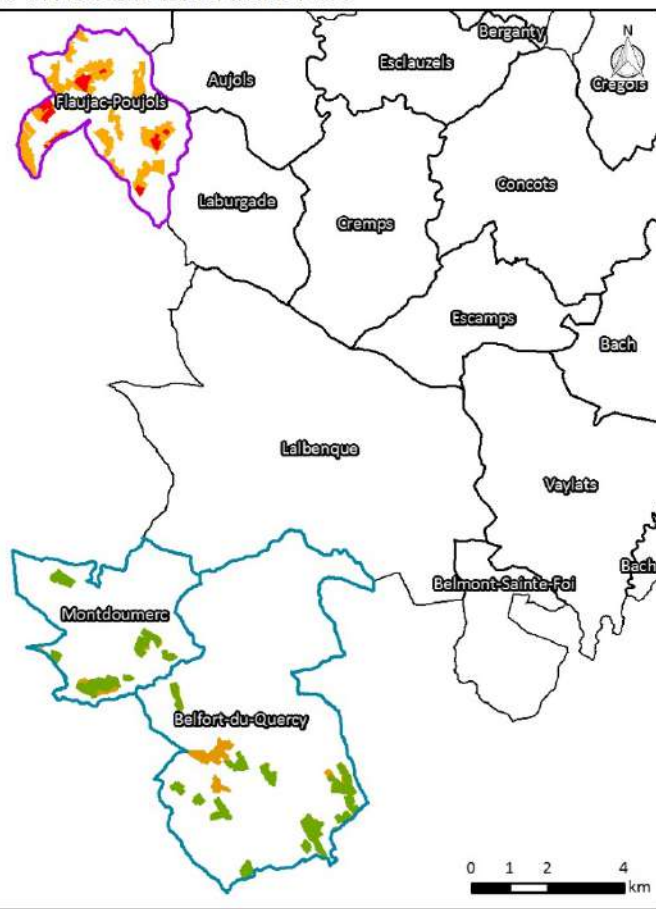 Berganty
N
Esclauzels
Aujols
Crégols
Flaujac-Poujols
Concots
Laburgade
Cremps
Escamps
Bach
Lalbenque
Vaylats
Bach
Belmont-Sainte-Foi
Montdoumerc
Belfort-du-Quercy
0 1 2 4
km